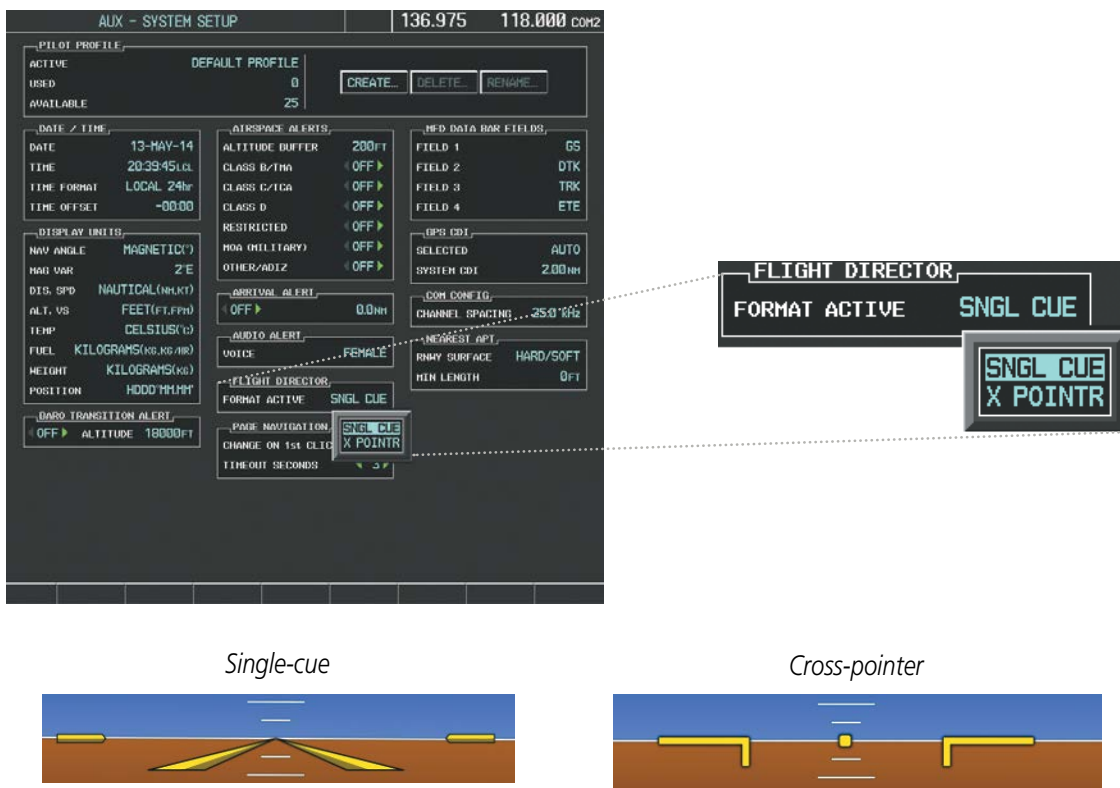 AUX - SYSTEM SETUP
136.975 118.000 COM2
PILOT PROFILE
ACTIVE DEFAULT PROFILE
USED 0
AVAILABLE 25
CREATE… DELETE… RENAME…
DATE / TIME
DATE 13-MAY-14
TIME 20:39:45LCL
TIME FORMAT LOCAL 24hr
TIME OFFSET -00:00
DISPLAY UNITS
NAV ANGLE MAGNETIC(°)
MAG VAR 2°E
DIS, SPD NAUTICAL(NM,KT)
ALT, VS FEET(FT,FPM)
TEMP CELSIUS(°C)
FUEL KILOGRAMS(KG,KG/HR)
WEIGHT KILOGRAMS(KG)
POSITION HDDD°MM.MM'
BARO TRANSITION ALERT
OFF ALTITUDE 18000FT
AIRSPACE ALERTS
ALTITUDE BUFFER 200FT
CLASS B/TMA OFF
CLASS C/TCA OFF
CLASS D OFF
RESTRICTED OFF
MOA (MILITARY) OFF
OTHER/ADIZ OFF
ARRIVAL ALERT
OFF 0.0NM
AUDIO ALERT
VOICE FEMALE
FLIGHT DIRECTOR
FORMAT ACTIVE SNGL CUE
SNGL CUE
X POINTR
PAGE NAVIGATION
CHANGE ON 1st CLIC
TIMEOUT SECONDS 3
MFD DATA BAR FIELDS
FIELD 1 GS
FIELD 2 DTK
FIELD 3 TRK
FIELD 4 ETE
GPS CDI
SELECTED AUTO
SYSTEM CDI 2.00NM
COM CONFIG
CHANNEL SPACING 25.0 kHz
NEAREST APT
RNWY SURFACE HARD/SOFT
MIN LENGTH 0FT
FLIGHT DIRECTOR
FORMAT ACTIVE SNGL CUE
SNGL CUE
X POINTR
Single-cue
Cross-pointer